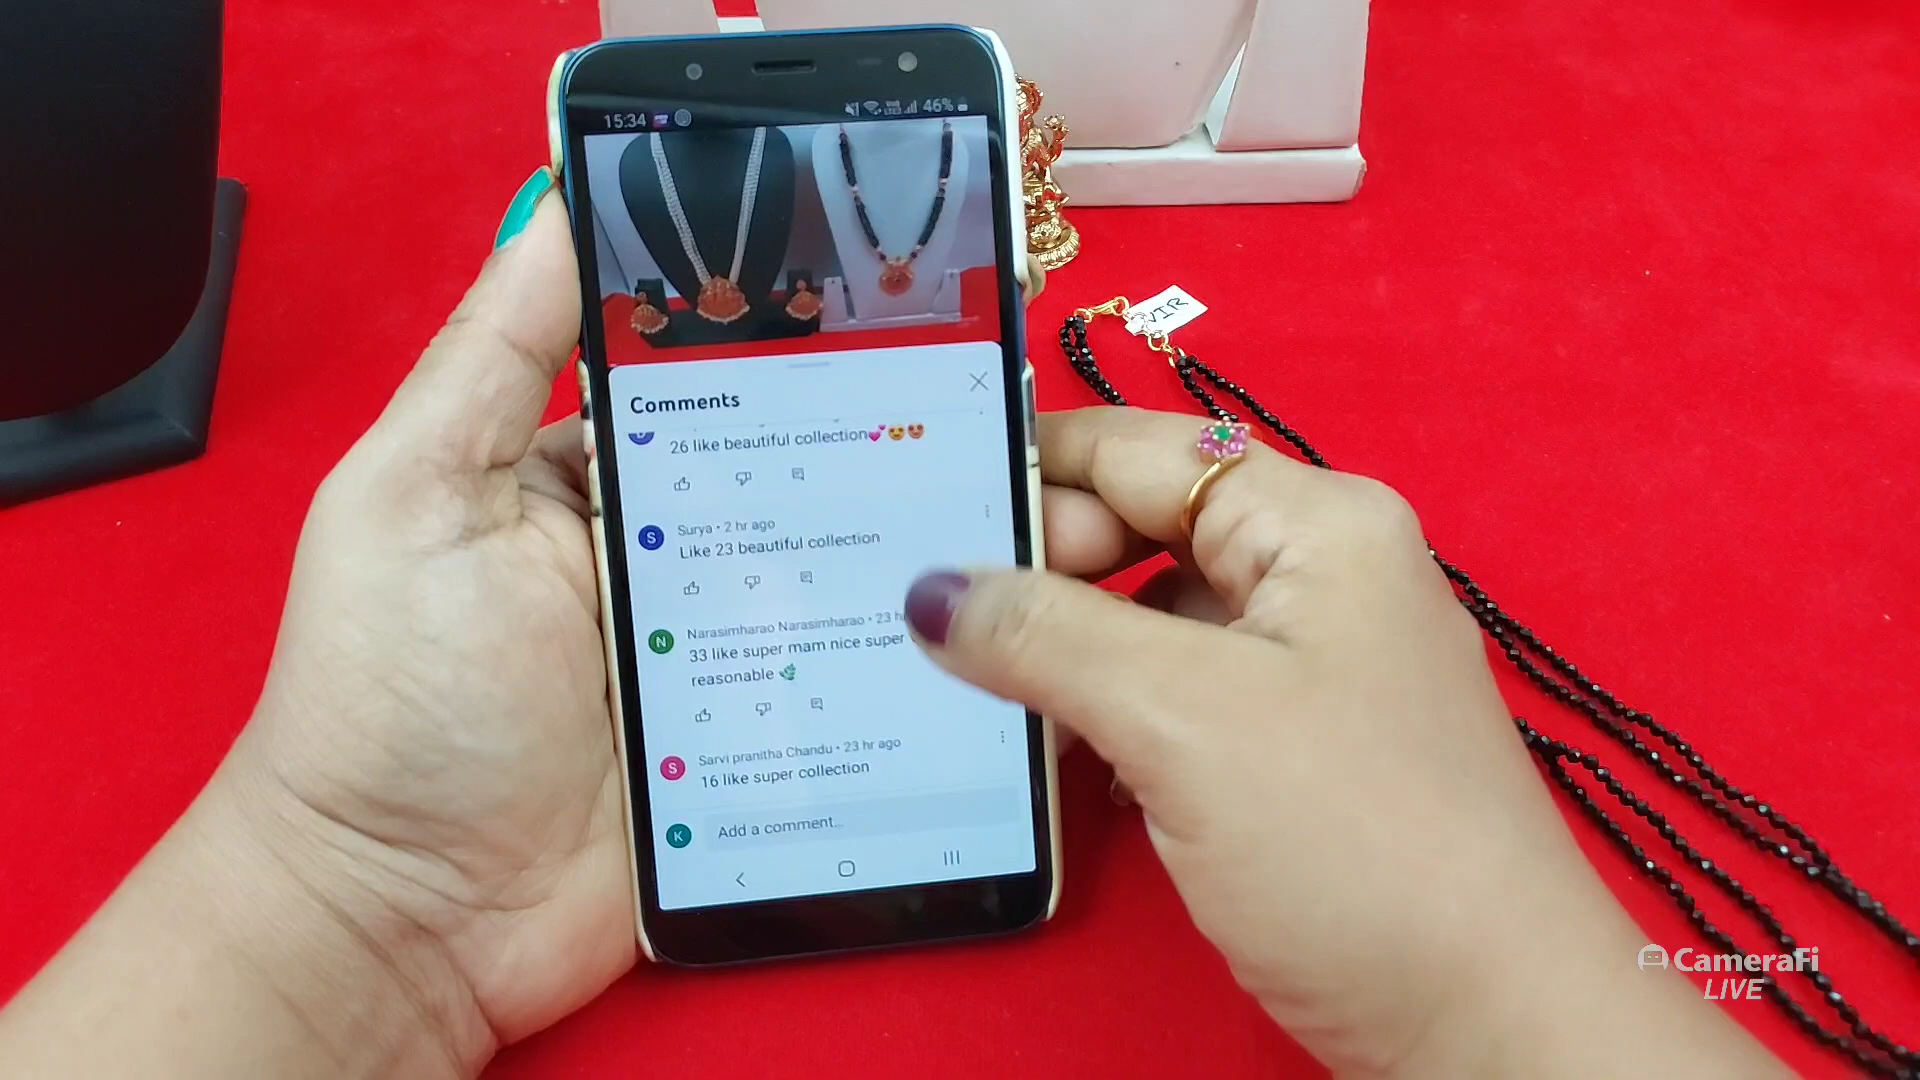 15:34
46%
VIR
Comments
26 like beautiful collection💕😍😍
Surya • 2 hr ago
Like 23 beautiful collection
Narasimharao Narasimharao • 23 h
33 like super mam nice super
reasonable 🌿
Sarvi pranitha Chandu • 23 hr ago
16 like super collection
Add a comment...
CameraFi
LIVE